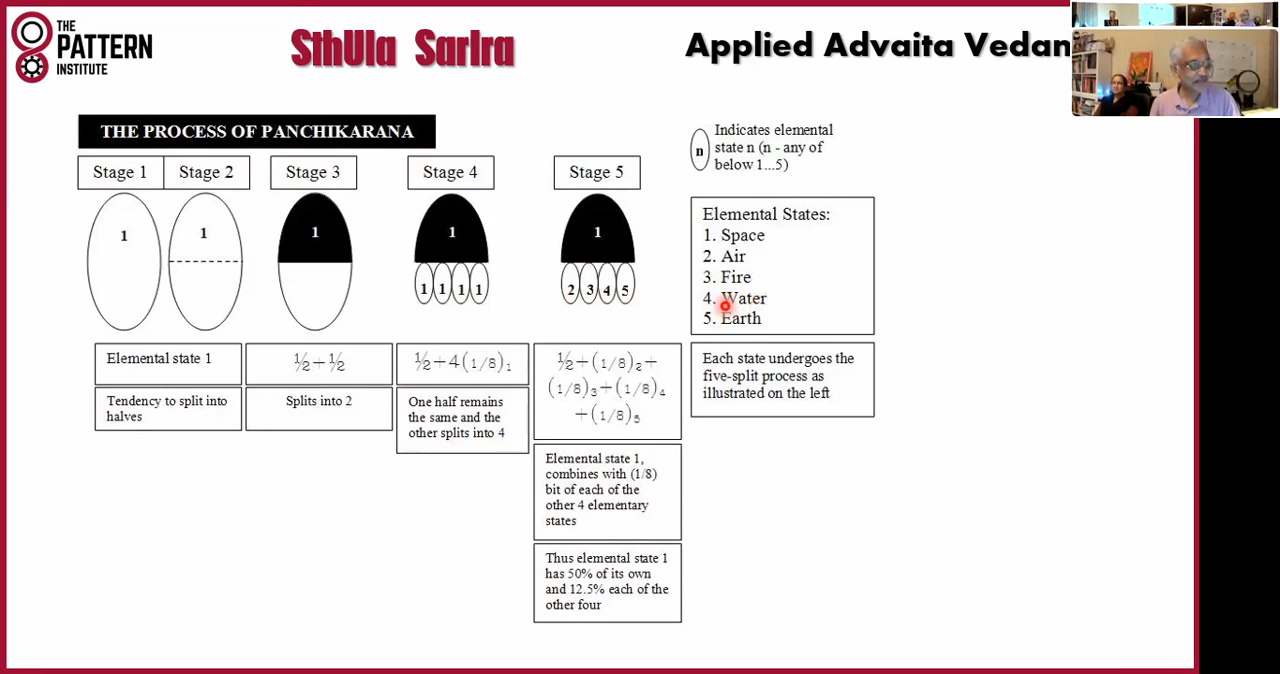 THE
PATTERN
INSTITUTE
SthUla SarIra
Applied Advaita Vedan
THE PROCESS OF PANCHIKARANA
Stage 1
Stage 2
Stage 3
Stage 4
Stage 5
1
1
1
1
1
1 1 1 1
2 3 4 5
Elemental state 1
Tendency to split into
halves
½+½
Splits into 2
½+4(1/8)₁
One half remains
the same and the
other splits into 4
½+(1/8)₂+
(1/8)₃+(1/8)₄
+(1/8)₅
Elemental state 1,
combines with (1/8)
bit of each of the
other 4 elementary
states
Thus elemental state 1
has 50% of its own
and 12.5% each of the
other four
n
Indicates elemental
state n (n - any of
below 1...5)
Elemental States:
1. Space
2. Air
3. Fire
4. Water
5. Earth
Each state undergoes the
five-split process as
illustrated on the left